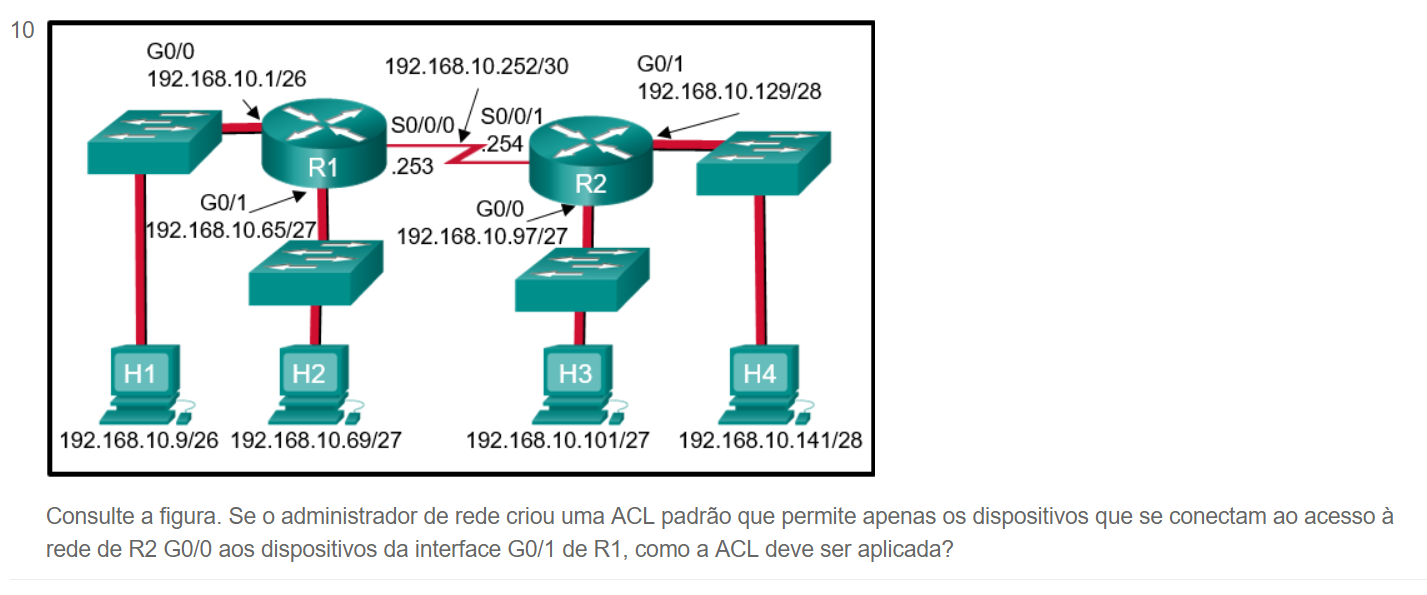 10
G0/0
192.168.10.1/26
192.168.10.252/30
G0/1
192.168.10.129/28
S0/0/0
S0/0/1
.254
.253
R1
R2
G0/1
192.168.10.65/27
G0/0
192.168.10.97/27
H1
H2
H3
H4
192.168.10.9/26
192.168.10.69/27
192.168.10.101/27
192.168.10.141/28
Consulte a figura. Se o administrador de rede criou uma ACL padrão que permite apenas os dispositivos que se conectam ao acesso à
rede de R2 G0/0 aos dispositivos da interface G0/1 de R1, como a ACL deve ser aplicada?